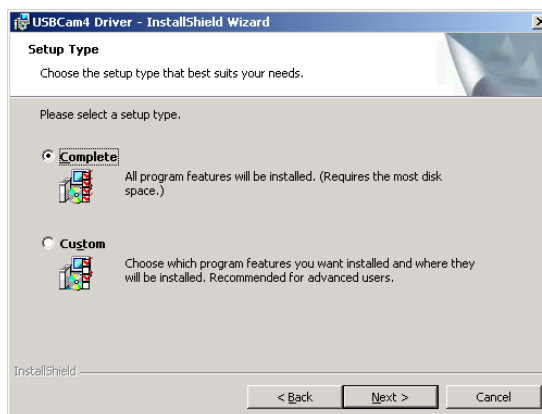 USBCam4 Driver - InstallShield Wizard
Setup Type
Choose the setup type that best suits your needs.
Please select a setup type.
Complete
All program features will be installed. (Requires the most disk
space.)
Custom
Choose which program features you want installed and where they
will be installed. Recommended for advanced users.
InstallShield
< Back Next > Cancel